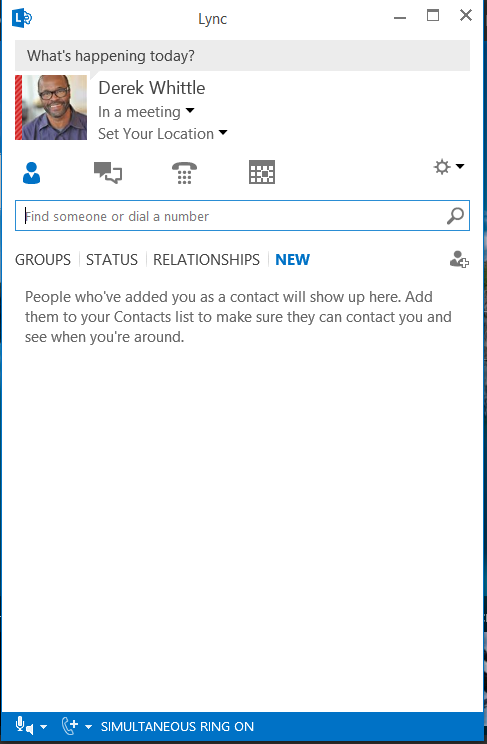 Lync
What's happening today?
Derek Whittle
In a meeting
Set Your Location
Find someone or dial a number
GROUPS STATUS RELATIONSHIPS NEW
People who've added you as a contact will show up here. Add
them to your Contacts list to make sure they can contact you and
see when you're around.
SIMULTANEOUS RING ON